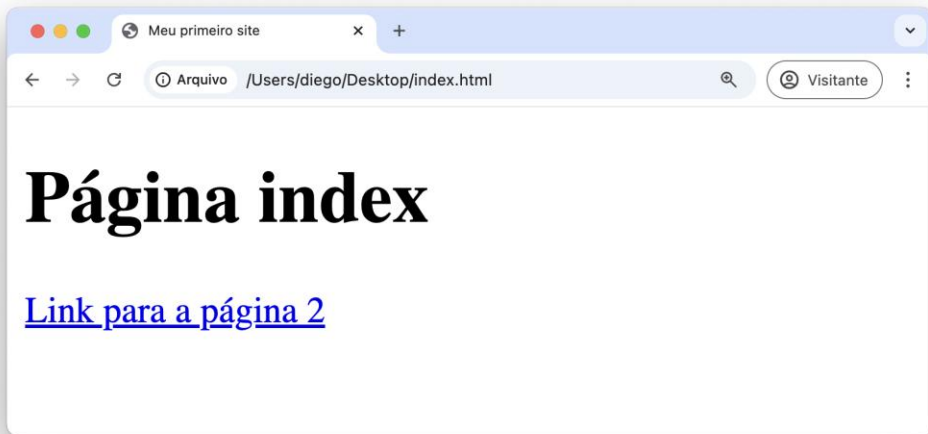 Meu primeiro site
Arquivo /Users/diego/Desktop/index.html Visitante
Página index
Link para a página 2